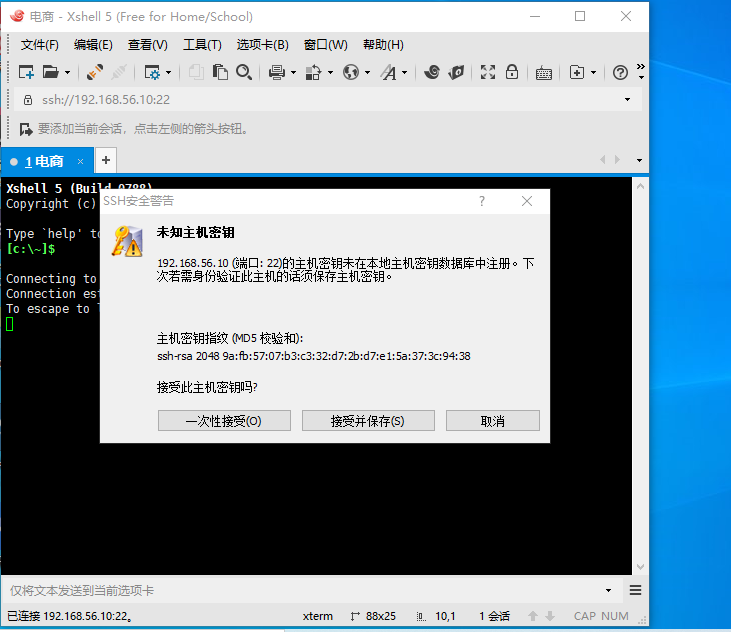 电商 - Xshell 5 (Free for Home/School)
文件(F) 编辑(E) 查看(V) 工具(T) 选项卡(B) 窗口(W) 帮助(H)
ssh://192.168.56.10:22
要添加当前会话，点击左侧的箭头按钮。
1 电商
Xshell 5 (Build 0788)
Copyright (c)
Type `help' to
[c:\~]$
Connecting to
Connection est
To escape to l
SSH安全警告
未知主机密钥
192.168.56.10 (端口: 22)的主机密钥未在本地主机密钥数据库中注册。下
次若需身份验证此主机的话须保存主机密钥。
主机密钥指纹 (MD5 校验和):
ssh-rsa 2048 9a:fb:57:07:b3:c3:32:d7:2b:d7:e1:5a:37:3c:94:38
接受此主机密钥吗?
一次性接受(O) 接受并保存(S) 取消
仅将文本发送到当前选项卡
已连接 192.168.56.10:22。 xterm 88x25 10,1 1 会话 CAP NUM